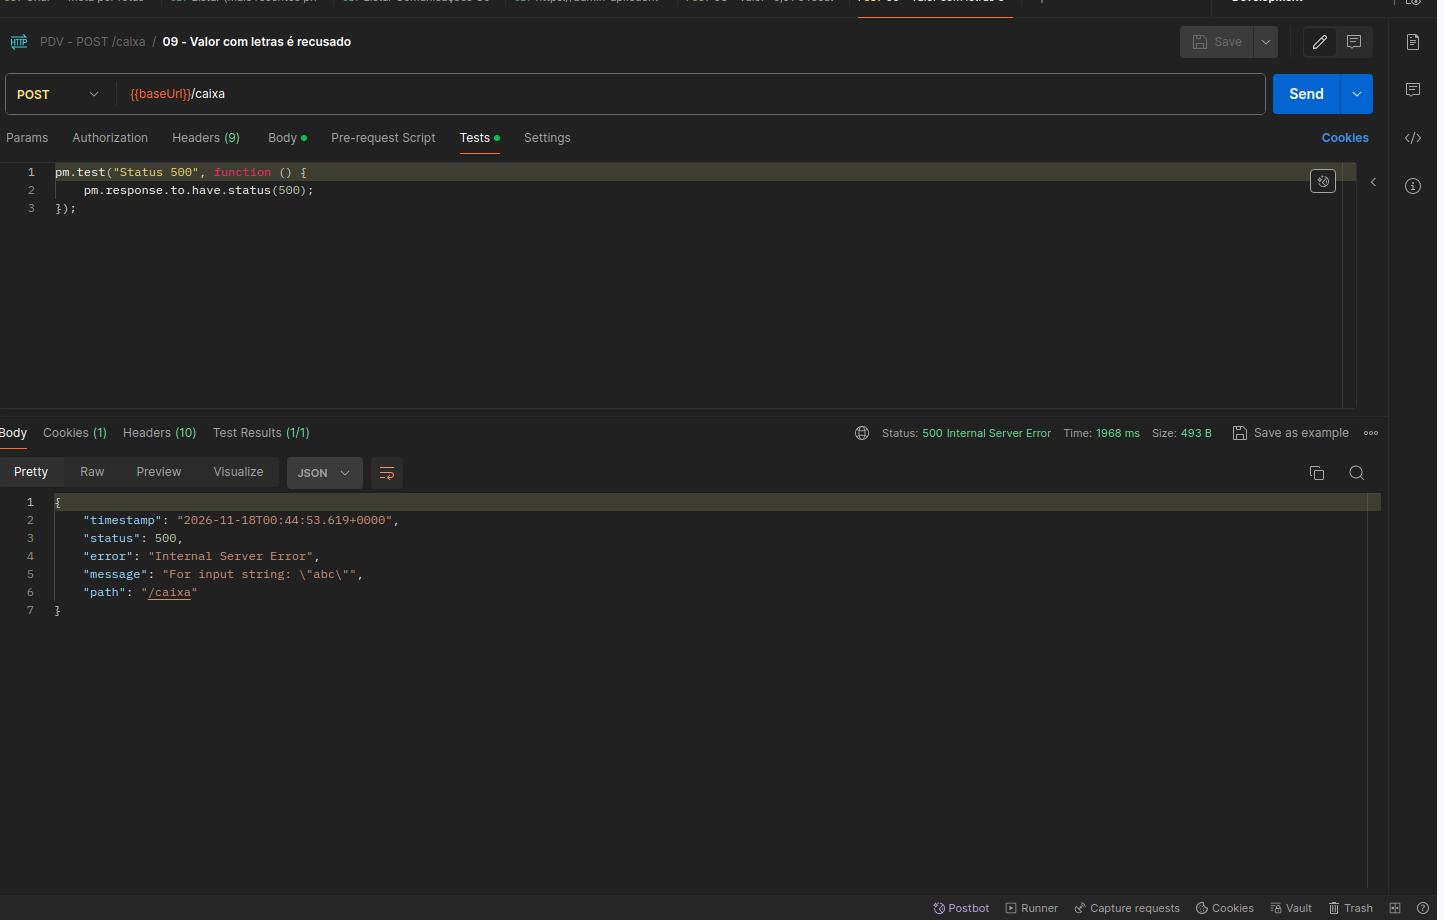 Development
PDV - POST /caixa / 09 - Valor com letras é recusado
Save
POST
{{baseUrl}}/caixa
Send
Params
Authorization
Headers (9)
Body
Pre-request Script
Tests
Settings
Cookies
1 pm.test("Status 500", function () {
2 pm.response.to.have.status(500);
3 });
Body
Cookies (1)
Headers (10)
Test Results (1/1)
Status: 500 Internal Server Error
Time: 1968 ms
Size: 493 B
Save as example
Pretty
Raw
Preview
Visualize
JSON
1 {
2 "timestamp": "2026-11-18T00:44:53.619+0000",
3 "status": 500,
4 "error": "Internal Server Error",
5 "message": "For input string: \"abc\"",
6 "path": "/caixa"
7 }
Postbot
Runner
Capture requests
Cookies
Vault
Trash